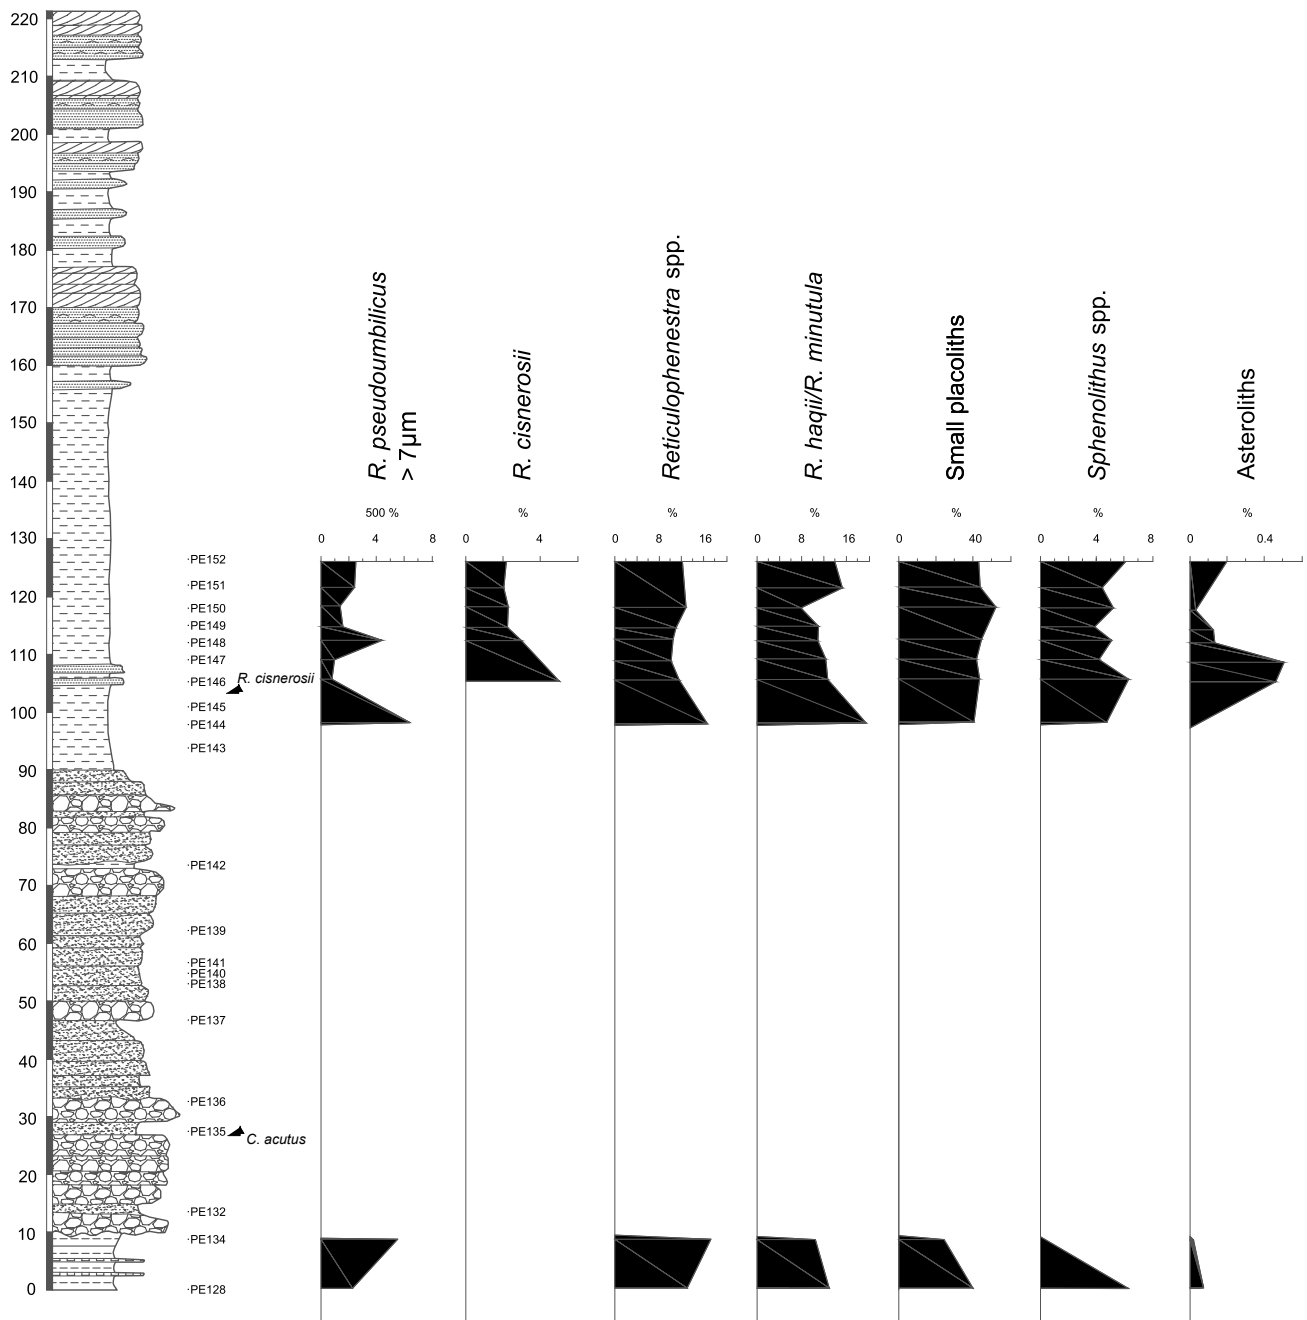 220
210
200
190
180
170
160
150
140
130
120
110
100
90
80
70
60
50
40
30
20
10
0
·PE152
·PE151
·PE150
·PE149
·PE148
·PE147
·PE146
·PE145
·PE144
·PE143
·PE142
·PE139
·PE141
·PE140
·PE138
·PE137
·PE136
·PE135
·PE132
·PE134
·PE128
R. cisnerosii
C. acutus
R. pseudoumbilicus
> 7µm
R. cisnerosii
Reticulophenestra spp.
R. haqii/R. minutula
Small placoliths
Sphenolithus spp.
Asteroliths
500 %
%
%
%
%
%
%
0 4 8
0 4
0 8 16
0 8 16
0 40
0 4 8
0 0.4